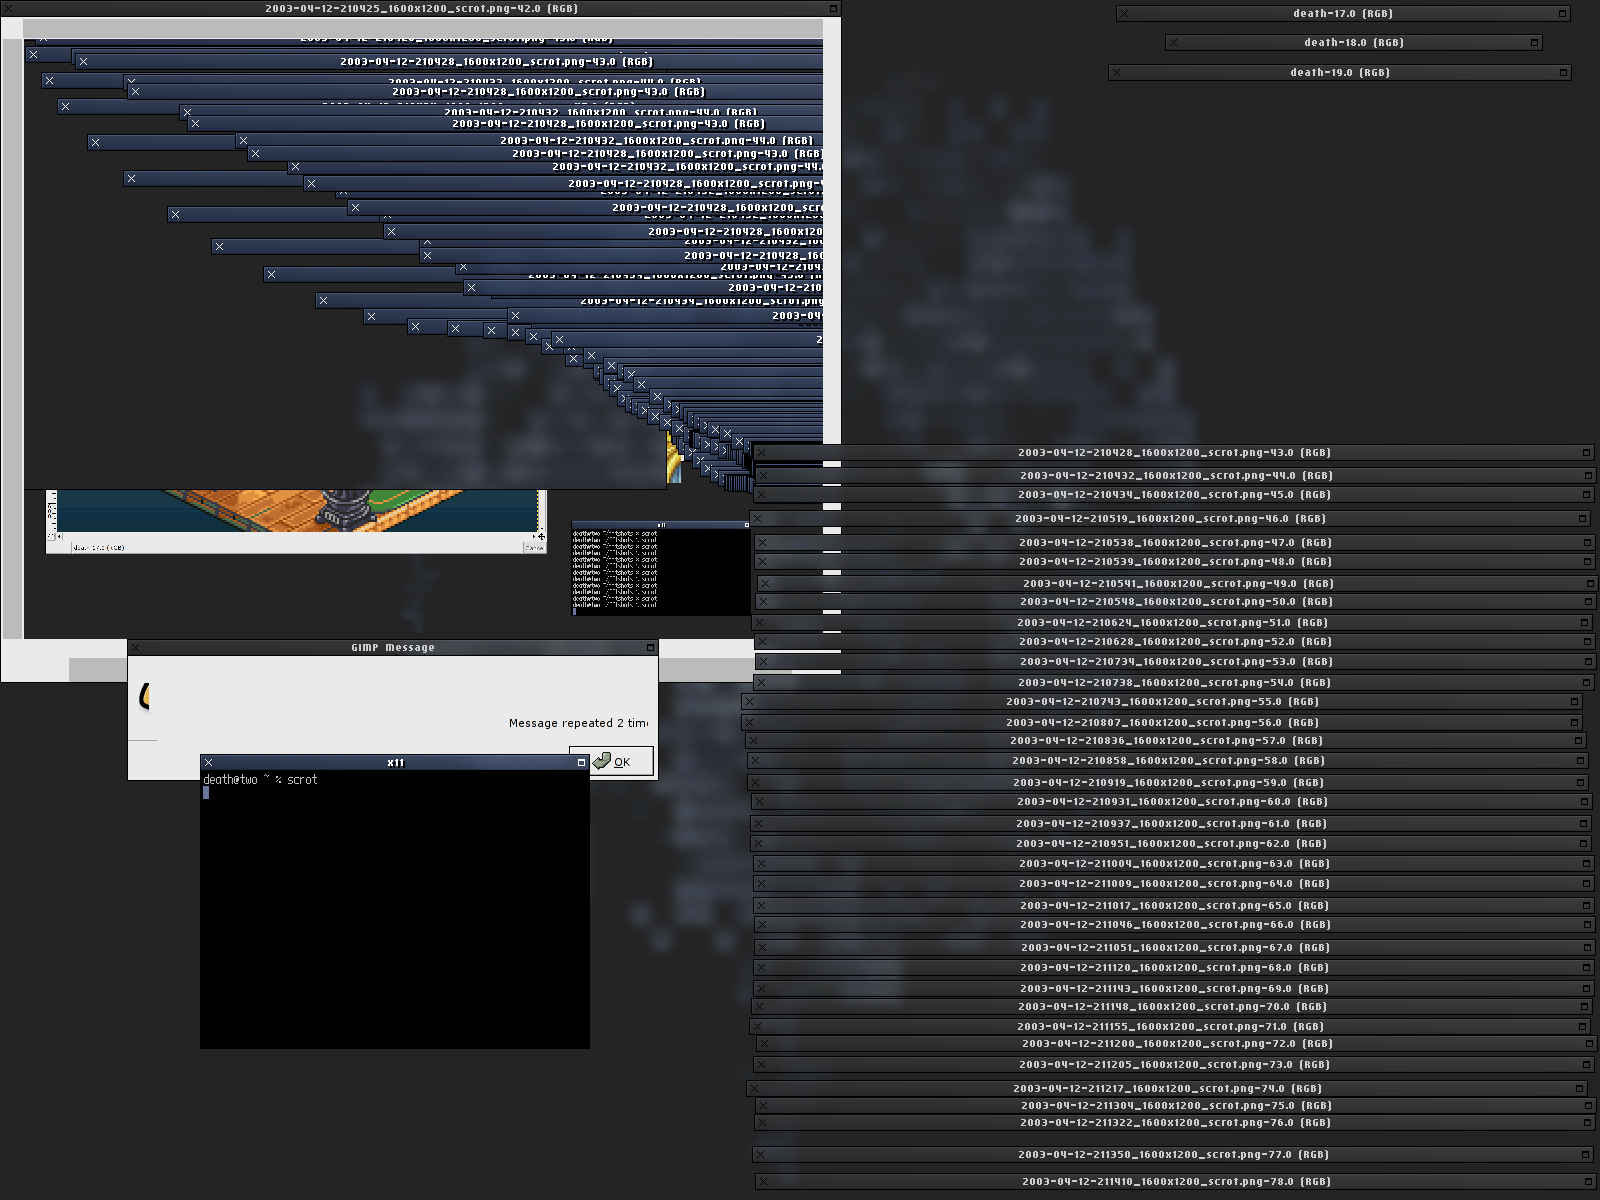 2003-04-12-210425_1600x1200_scrot.png-42.0 (RGB)
death-17.0 (RGB)
death-18.0 (RGB)
death-19.0 (RGB)
2003-04-12-210428_1600x1200_scrot.png-43.0 (RGB)
2003-04-12-210432_1600x1200_scrot.png-44.0 (RGB)
2003-04-12-210428_1600x1200_scrot.png-43.0 (RGB)
2003-04-12-210432_1600x1200_scrot.png-44.0 (RGB)
2003-04-12-210428_1600x1200_scrot.png-43.0 (RGB)
2003-04-12-210432_1600x1200_scrot.png-44.0 (RGB)
2003-04-12-210428_1600x1200_scrot.png-43.0 (RGB)
2003-04-12-210432_1600x1200_scrot.png-44.
2003-04-12-210428_1600x1200_scrot.png-4
2003-04-12-210428_1600x1200_scr
2003-04-12-210428_1600x120
2003-04-12-210428_160
2003-04-12-210
2003-04-
2003-04-12-210428_1600x1200_scrot.png-43.0 (RGB)
2003-04-12-210432_1600x1200_scrot.png-44.0 (RGB)
2003-04-12-210434_1600x1200_scrot.png-45.0 (RGB)
2003-04-12-210519_1600x1200_scrot.png-46.0 (RGB)
2003-04-12-210538_1600x1200_scrot.png-47.0 (RGB)
2003-04-12-210539_1600x1200_scrot.png-48.0 (RGB)
2003-04-12-210541_1600x1200_scrot.png-49.0 (RGB)
2003-04-12-210548_1600x1200_scrot.png-50.0 (RGB)
2003-04-12-210624_1600x1200_scrot.png-51.0 (RGB)
2003-04-12-210628_1600x1200_scrot.png-52.0 (RGB)
2003-04-12-210734_1600x1200_scrot.png-53.0 (RGB)
2003-04-12-210738_1600x1200_scrot.png-54.0 (RGB)
2003-04-12-210743_1600x1200_scrot.png-55.0 (RGB)
2003-04-12-210807_1600x1200_scrot.png-56.0 (RGB)
2003-04-12-210836_1600x1200_scrot.png-57.0 (RGB)
2003-04-12-210858_1600x1200_scrot.png-58.0 (RGB)
2003-04-12-210919_1600x1200_scrot.png-59.0 (RGB)
2003-04-12-210931_1600x1200_scrot.png-60.0 (RGB)
2003-04-12-210937_1600x1200_scrot.png-61.0 (RGB)
2003-04-12-210951_1600x1200_scrot.png-62.0 (RGB)
2003-04-12-211004_1600x1200_scrot.png-63.0 (RGB)
2003-04-12-211009_1600x1200_scrot.png-64.0 (RGB)
2003-04-12-211017_1600x1200_scrot.png-65.0 (RGB)
2003-04-12-211046_1600x1200_scrot.png-66.0 (RGB)
2003-04-12-211051_1600x1200_scrot.png-67.0 (RGB)
2003-04-12-211120_1600x1200_scrot.png-68.0 (RGB)
2003-04-12-211143_1600x1200_scrot.png-69.0 (RGB)
2003-04-12-211148_1600x1200_scrot.png-70.0 (RGB)
2003-04-12-211155_1600x1200_scrot.png-71.0 (RGB)
2003-04-12-211200_1600x1200_scrot.png-72.0 (RGB)
2003-04-12-211205_1600x1200_scrot.png-73.0 (RGB)
2003-04-12-211217_1600x1200_scrot.png-74.0 (RGB)
2003-04-12-211304_1600x1200_scrot.png-75.0 (RGB)
2003-04-12-211322_1600x1200_scrot.png-76.0 (RGB)
2003-04-12-211350_1600x1200_scrot.png-77.0 (RGB)
2003-04-12-211410_1600x1200_scrot.png-78.0 (RGB)
death-17.0 (RGB)
Cancel
GIMP Message
Message repeated 2 tim
OK
x11
death@two ~ % scrot